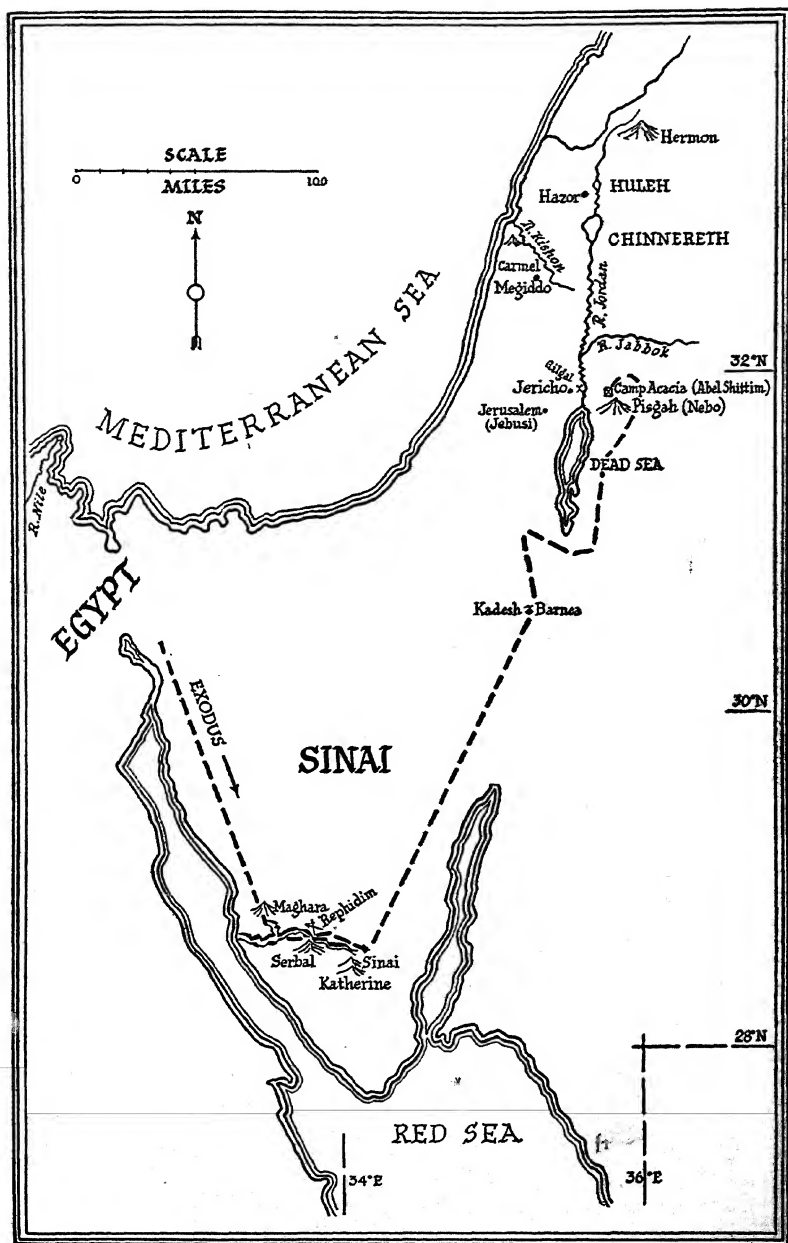 SCALE
0 100
MILES
N
Hermon
HULEH
Hazor
CHINNERETH
R. Kishon
Carmel
Megiddo
R. Jordan
R. Jabbok
32°N
Gilgal
Jericho
Camp Acacia (Abel Shittim)
Pisgah (Nebo)
Jerusalem
(Jebusi)
DEAD SEA
MEDITERRANEAN SEA
R. Nile
EGYPT
Kadesh Barnea
30°N
EXODUS
SINAI
Maghara
Rephidim
Serbal
Sinai
Katherine
28°N
RED SEA
34°E
36°E